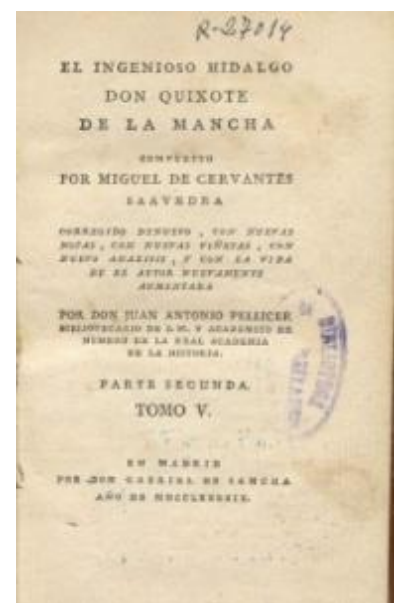 R-27014
EL INGENIOSO HIDALGO
DON QUIXOTE
DE LA MANCHA
COMPUESTO
POR MIGUEL DE CERVANTES
SAAVEDRA
CORREGIDO DENUEVO, CON NUEVAS
NOTAS, CON NUEVAS VIÑETAS, CON
NUEVO ANALISIS, Y CON LA VIDA
DE EL AUTOR NUEVAMENTE
AUMENTADA
POR DON JUAN ANTONIO PELLICER
BIBLIOTECARIO DE S.M. Y ACADEMICO DE
NUMERO DE LA REAL ACADEMIA
DE LA HISTORIA.
PARTE SEGUNDA.
TOMO V.
EN MADRID
POR DON GABRIEL DE SANCHA
AÑO DE